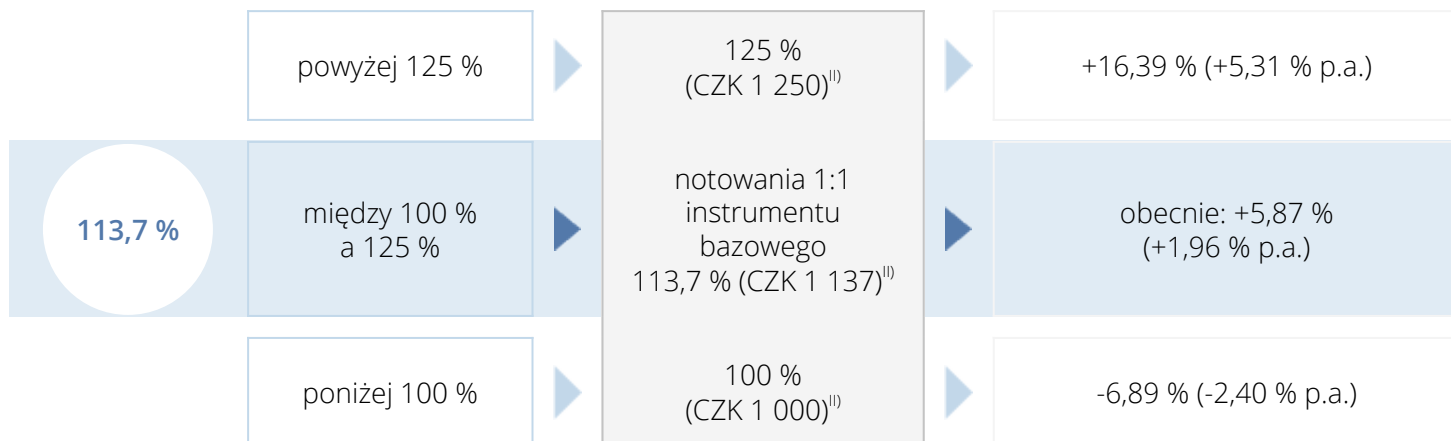 powyżej 125 %
125 %
(CZK 1 250)II)
+16,39 % (+5,31 % p.a.)
113,7 %
między 100 %
a 125 %
notowania 1:1
instrumentu
bazowego
113,7 % (CZK 1 137)II)
obecnie: +5,87 %
(+1,96 % p.a.)
poniżej 100 %
100 %
(CZK 1 000)II)
-6,89 % (-2,40 % p.a.)